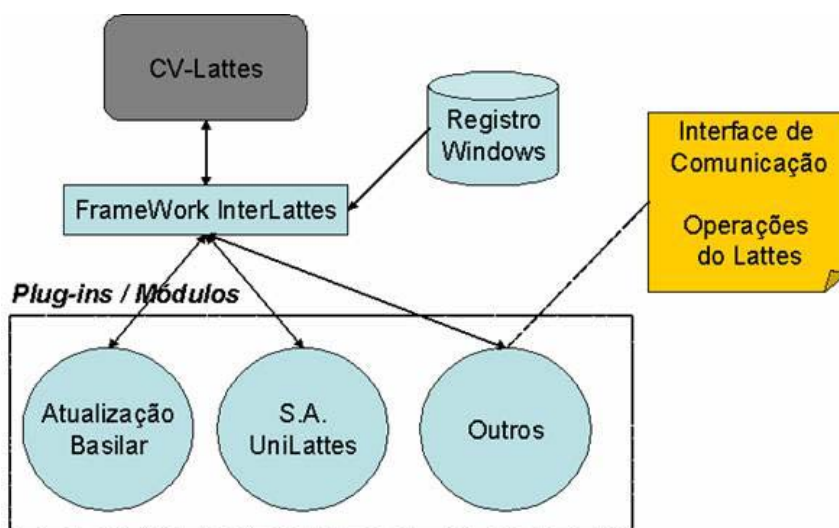 CV-Lattes
Registro
Windows
Interface de
Comunicação
Operações
do Lattes
FrameWork InterLattes
Plug-ins / Módulos
Atualização
Basilar
S.A.
UniLattes
Outros